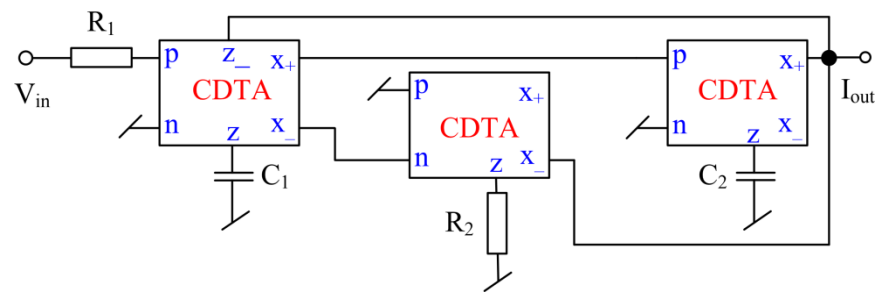 R1
Vin
p
z_
x+
CDTA
n
z
x_
C1
p
x+
CDTA
n
z
x_
R2
p
x+
CDTA
n
z
x_
C2
Iout